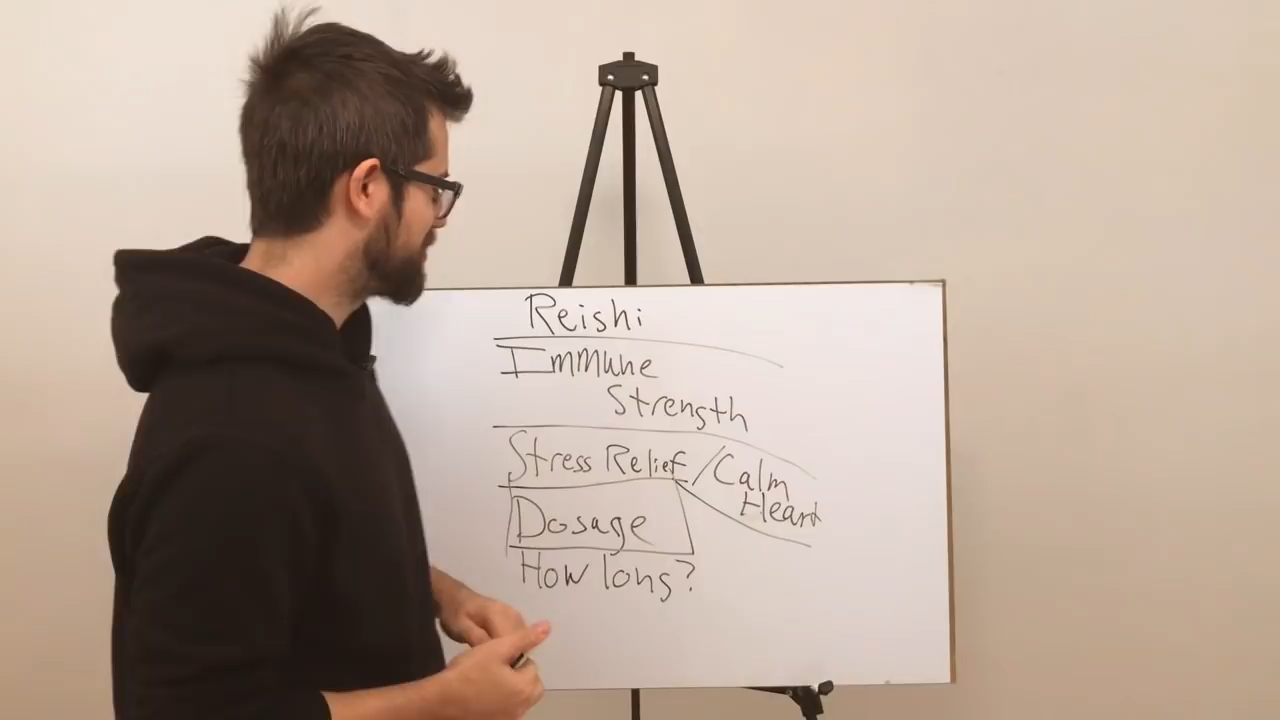 Reishi
Immune
Strength
Stress Relief / Calm
Heart
Dosage
How long?